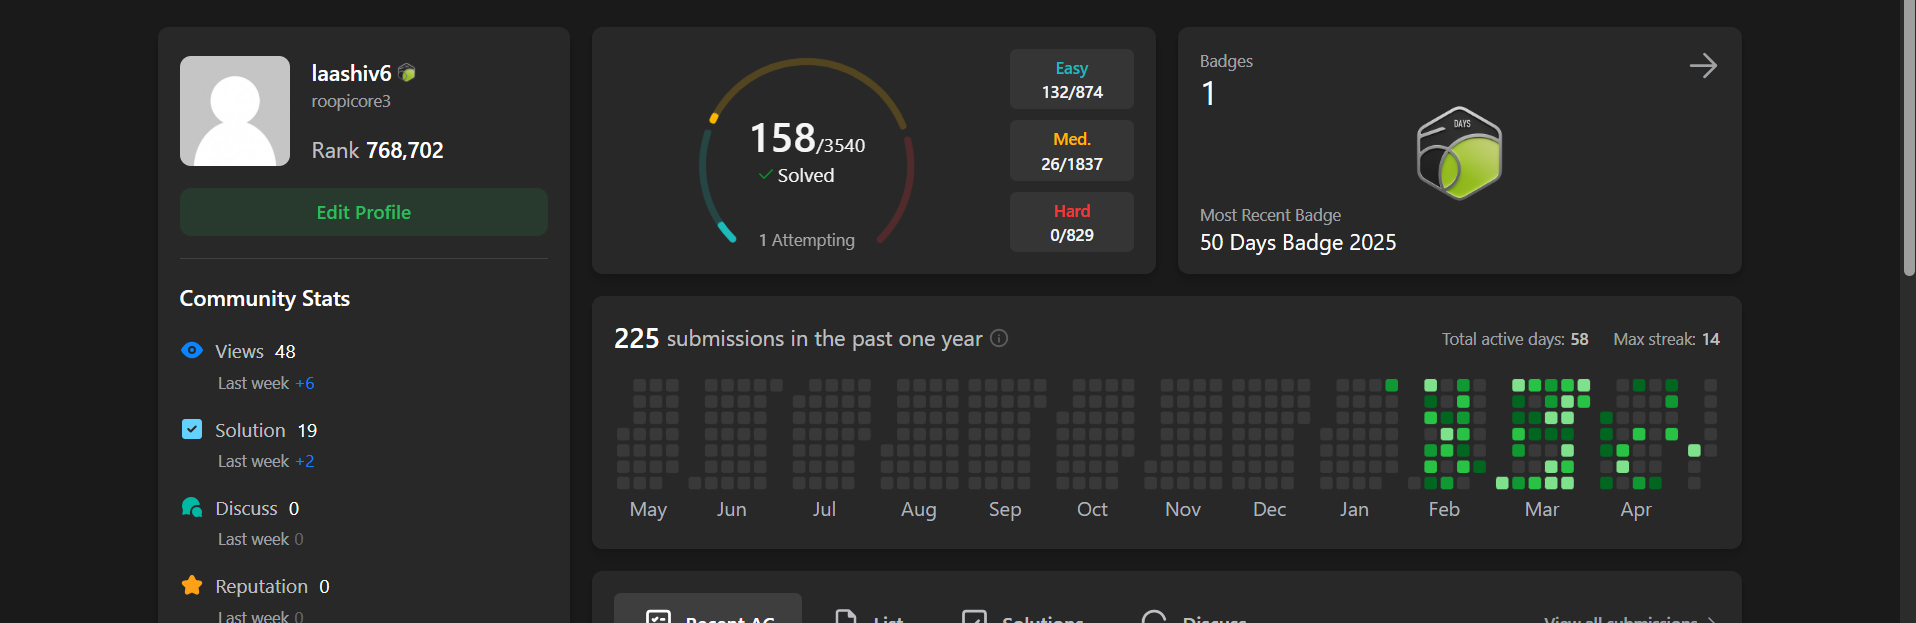 laashiv6
roopicore3
Rank 768,702
Edit Profile
Community Stats
Views 48
Last week +6
Solution 19
Last week +2
Discuss 0
Last week 0
Reputation 0
Last week 0
158/3540
Solved
1 Attempting
Easy
132/874
Med.
26/1837
Hard
0/829
Badges
1
DAYS
Most Recent Badge
50 Days Badge 2025
225 submissions in the past one year
Total active days: 58 Max streak: 14
May Jun Jul Aug Sep Oct Nov Dec Jan Feb Mar Apr
Recent AC List Solutions Discuss View all submissions